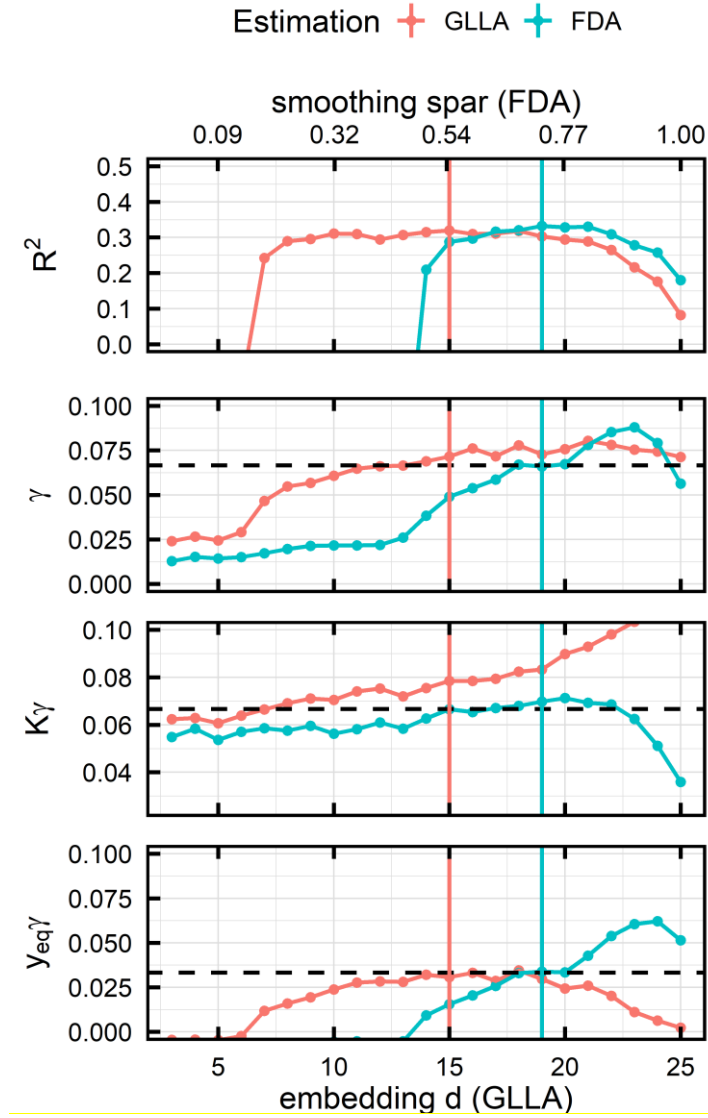 Estimation GLLA FDA
smoothing spar (FDA)
0.09 0.32 0.54 0.77 1.00
R²
0.5
0.4
0.3
0.2
0.1
0.0
γ
0.100
0.075
0.050
0.025
0.000
Kγ
0.10
0.08
0.06
0.04
yeqγ
0.100
0.075
0.050
0.025
0.000
5 10 15 20 25
embedding d (GLLA)